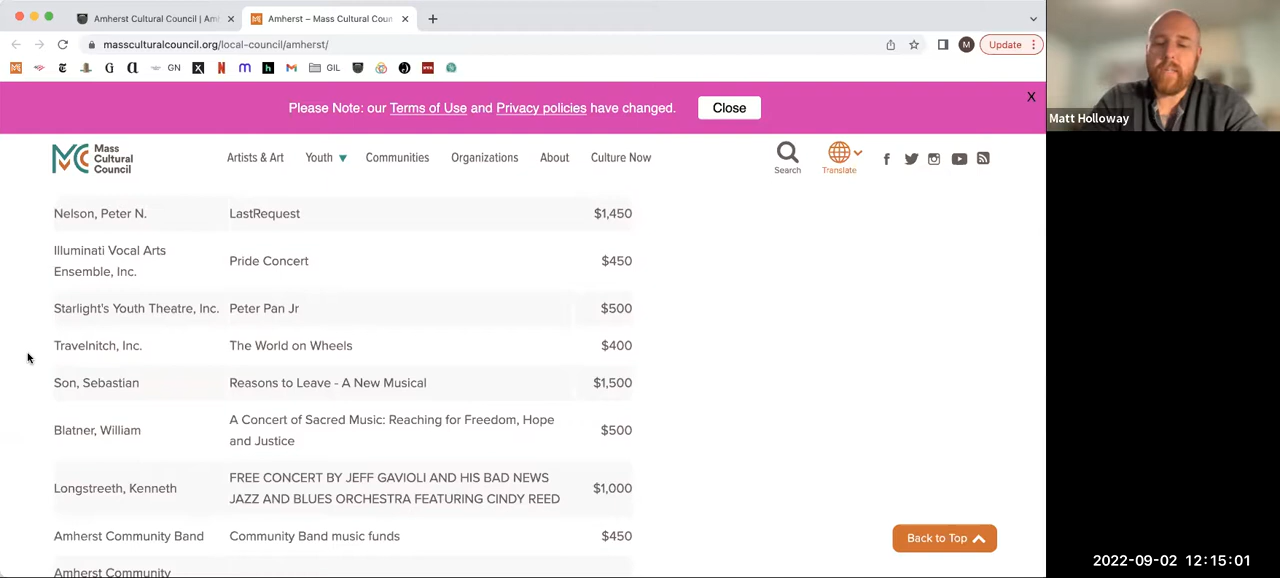 Amherst Cultural Council | Am
Amherst – Mass Cultural Coun
massculturalcouncil.org/local-council/amherst/
M
Update
GN
GIL
Please Note: our Terms of Use and Privacy policies have changed.
Close
X
Matt Holloway
Mass
Cultural
Council
Artists & Art
Youth
Communities
Organizations
About
Culture Now
Search
Translate
Nelson, Peter N.
LastRequest
$1,450
Illuminati Vocal Arts
Ensemble, Inc.
Pride Concert
$450
Starlight's Youth Theatre, Inc.
Peter Pan Jr
$500
Travelnitch, Inc.
The World on Wheels
$400
Son, Sebastian
Reasons to Leave - A New Musical
$1,500
Blatner, William
A Concert of Sacred Music: Reaching for Freedom, Hope
and Justice
$500
Longstreeth, Kenneth
FREE CONCERT BY JEFF GAVIOLI AND HIS BAD NEWS
JAZZ AND BLUES ORCHESTRA FEATURING CINDY REED
$1,000
Amherst Community Band
Community Band music funds
$450
Amherst Community
Back to Top
2022-09-02 12:15:01